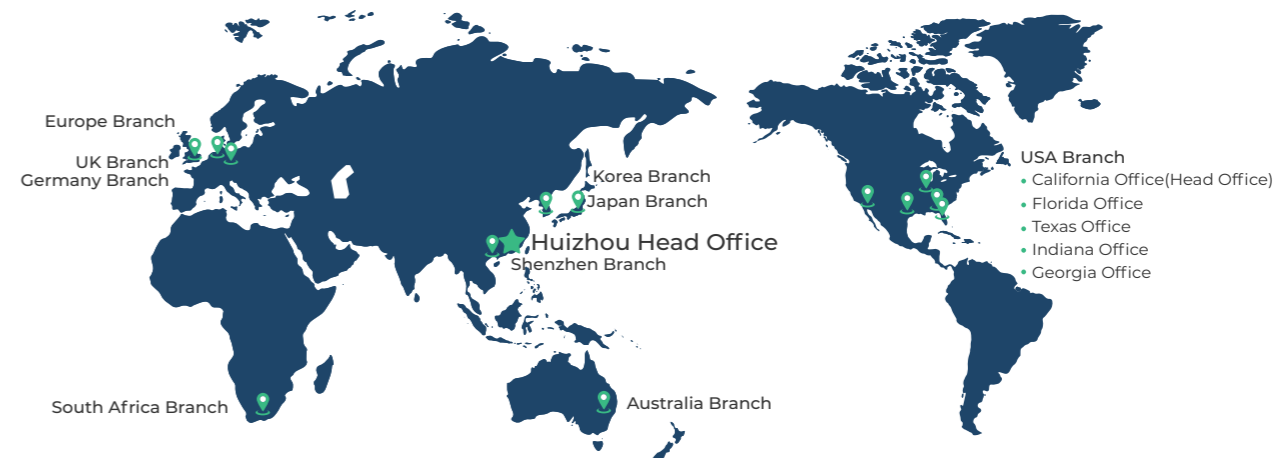 Europe Branch
UK Branch
Germany Branch
Korea Branch
Japan Branch
Huizhou Head Office
Shenzhen Branch
South Africa Branch
Australia Branch
USA Branch
• California Office(Head Office)
• Florida Office
• Texas Office
• Indiana Office
• Georgia Office